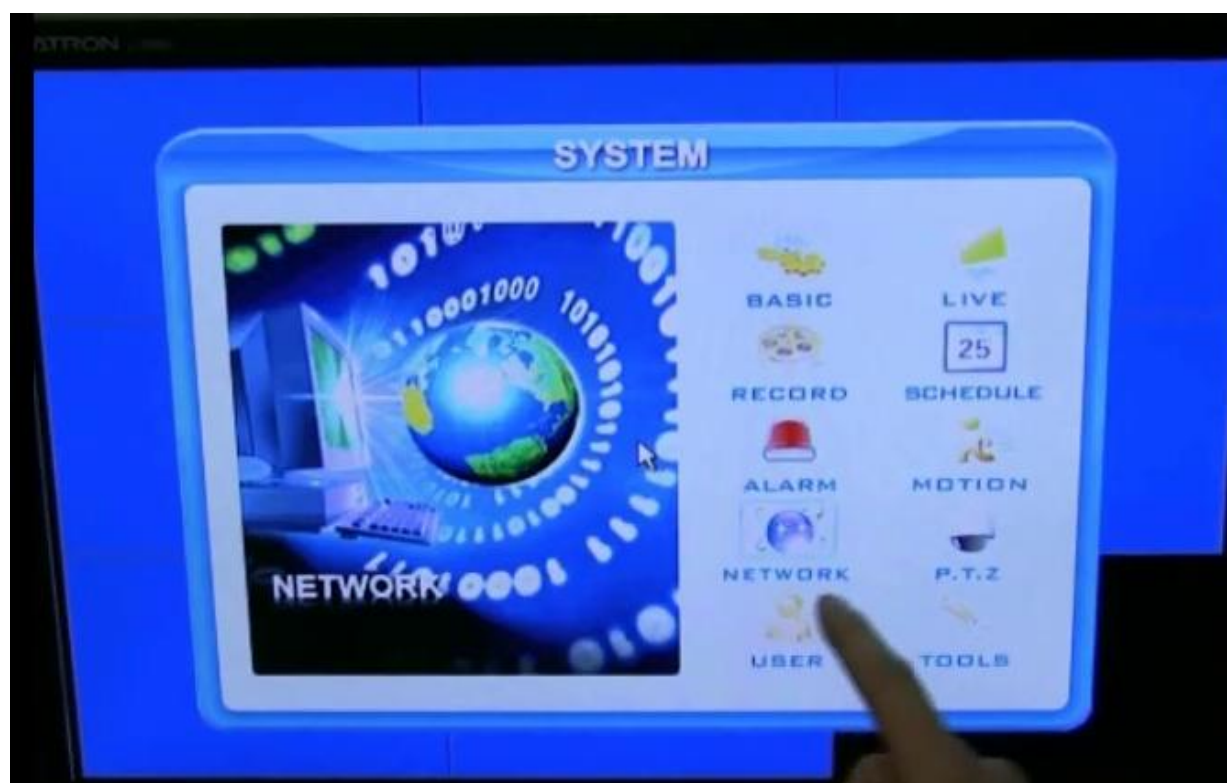 SYSTEM
BASIC LIVE
25
RECORD SCHEDULE
ALARM MOTION
NETWORK P.T.Z
NETWORK
USER TOOLS